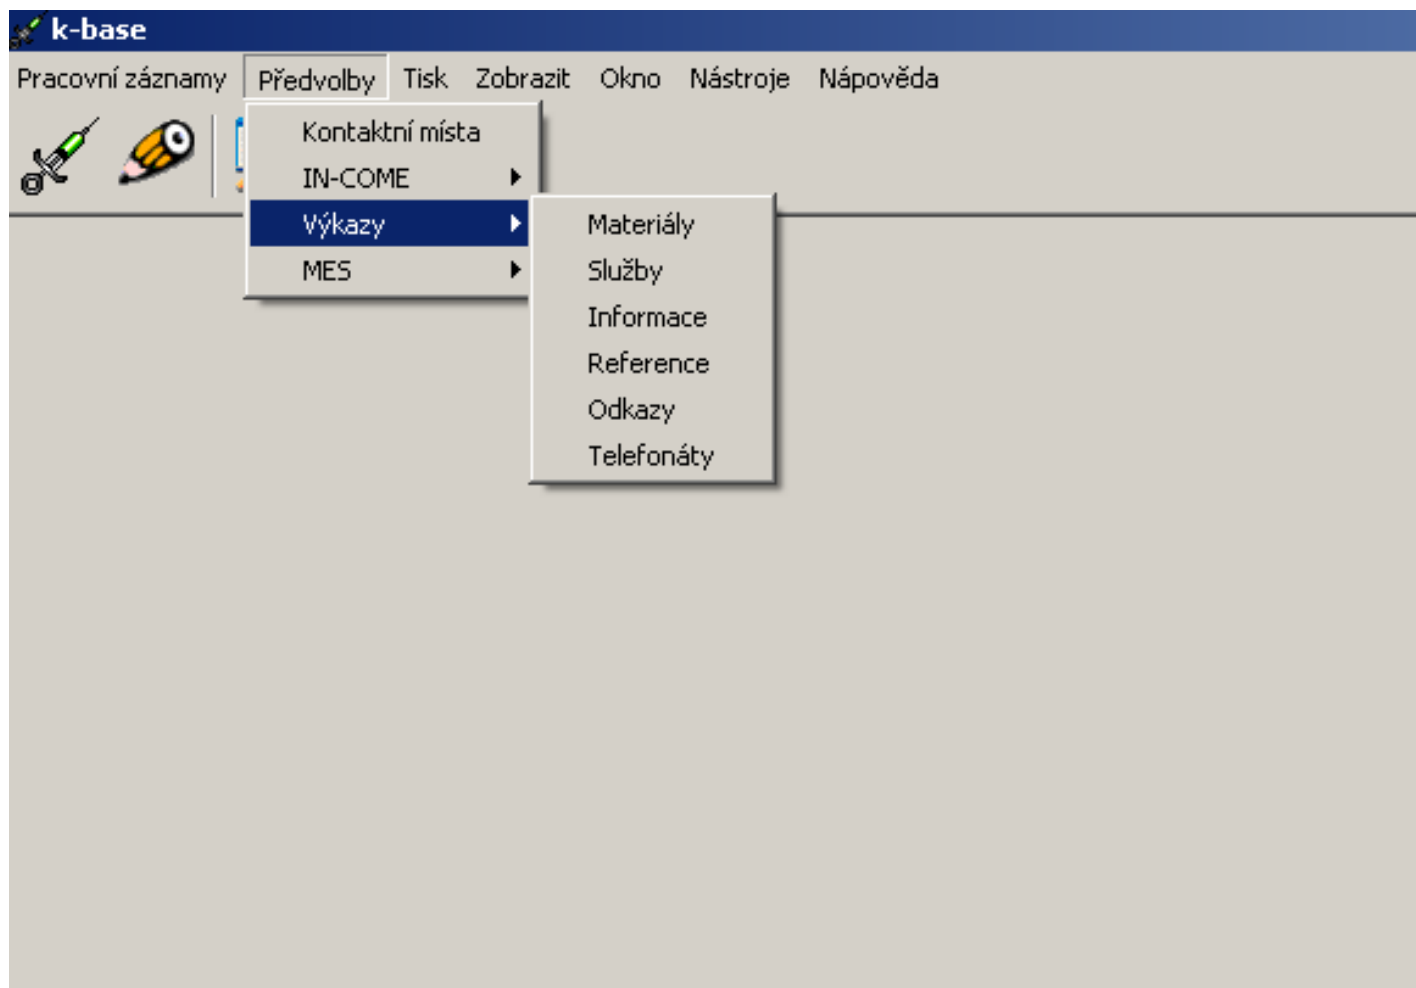 k-base
Pracovní záznamy Předvolby Tisk Zobrazit Okno Nástroje Nápověda
Kontaktní místa
IN-COME
Výkazy
MES
Materiály
Služby
Informace
Reference
Odkazy
Telefonáty